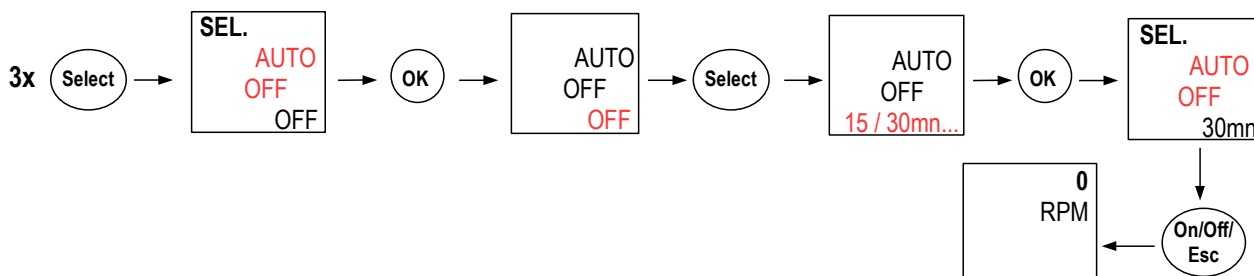 3x
Select
SEL.
AUTO
OFF
OFF
OK
AUTO
OFF
OFF
Select
AUTO
OFF
15 / 30mn...
OK
SEL.
AUTO
OFF
30mn
On/Off/
Esc
0
RPM